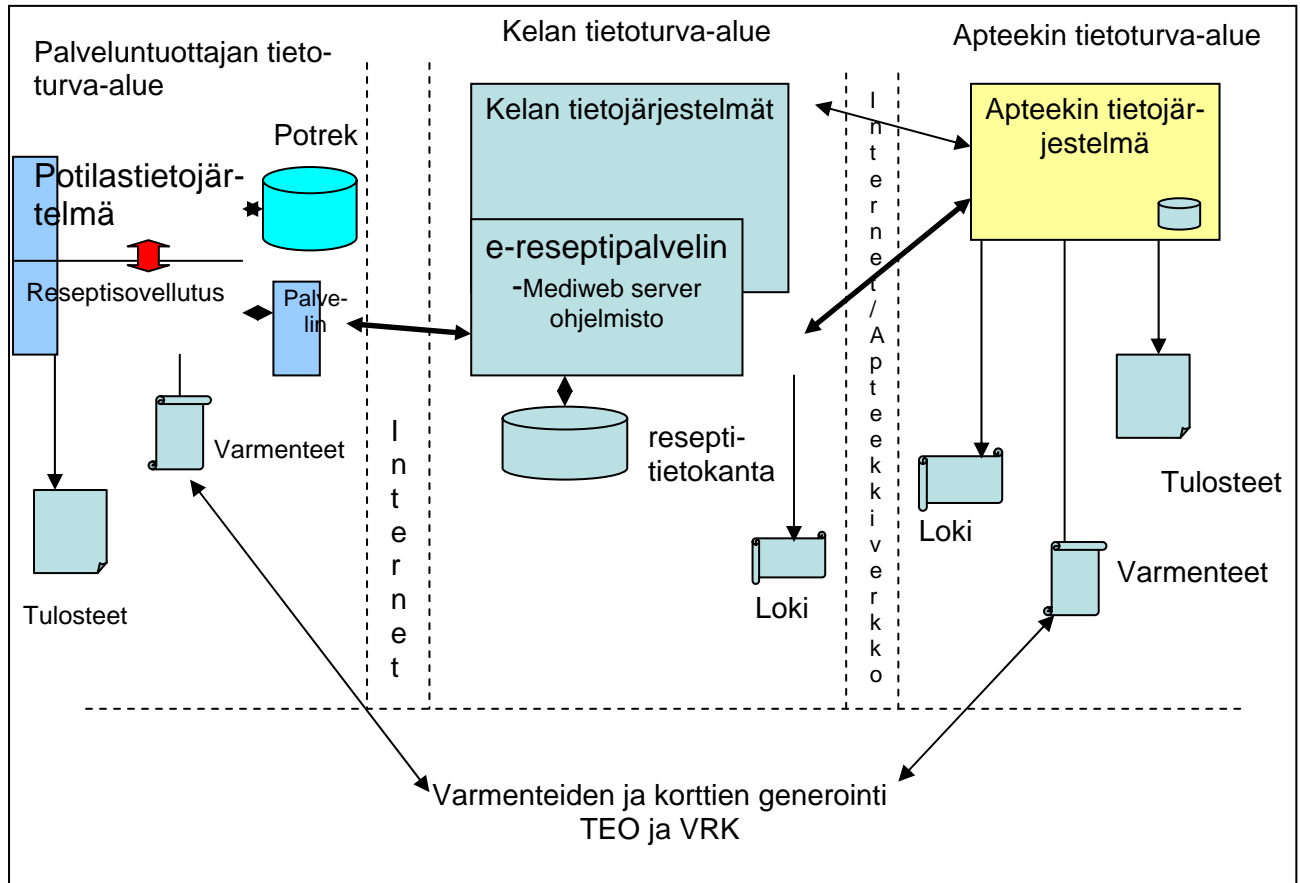 Palveluntuottajan tieto-
turva-alue
Kelan tietoturva-alue
Apteekin tietoturva-alue
Potrek
Potilastietojär-
telmä
Reseptisovellutus
Palve-
lin
Varmenteet
Tulosteet
Internet
Kelan tietojärjestelmät
e-reseptipalvelin
-Mediweb server
ohjelmisto
resepti-
tietokanta
Loki
Internet/Apteekkiverkko
Apteekin tietojär-
jestelmä
Loki
Tulosteet
Varmenteet
Varmenteiden ja korttien generointi
TEO ja VRK